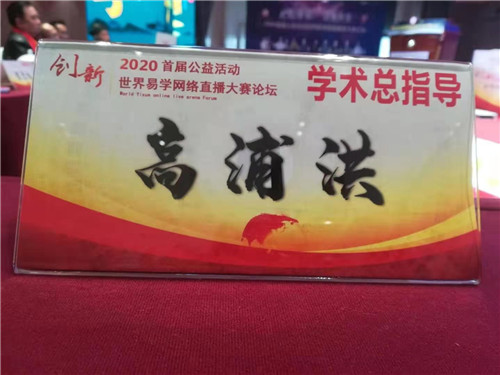 创新
2020 首届公益活动
世界易学网络直播大赛论坛
World Yixue online live arena Forum
学术总指导
高浦洪